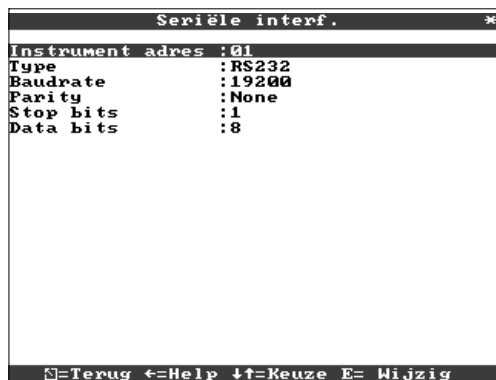 Seriële interf. *
Instrument adres :01
Type :RS232
Baudrate :19200
Parity :None
Stop bits :1
Data bits :8
=Terug ←=Help ↓↑=Keuze E= Wijzig